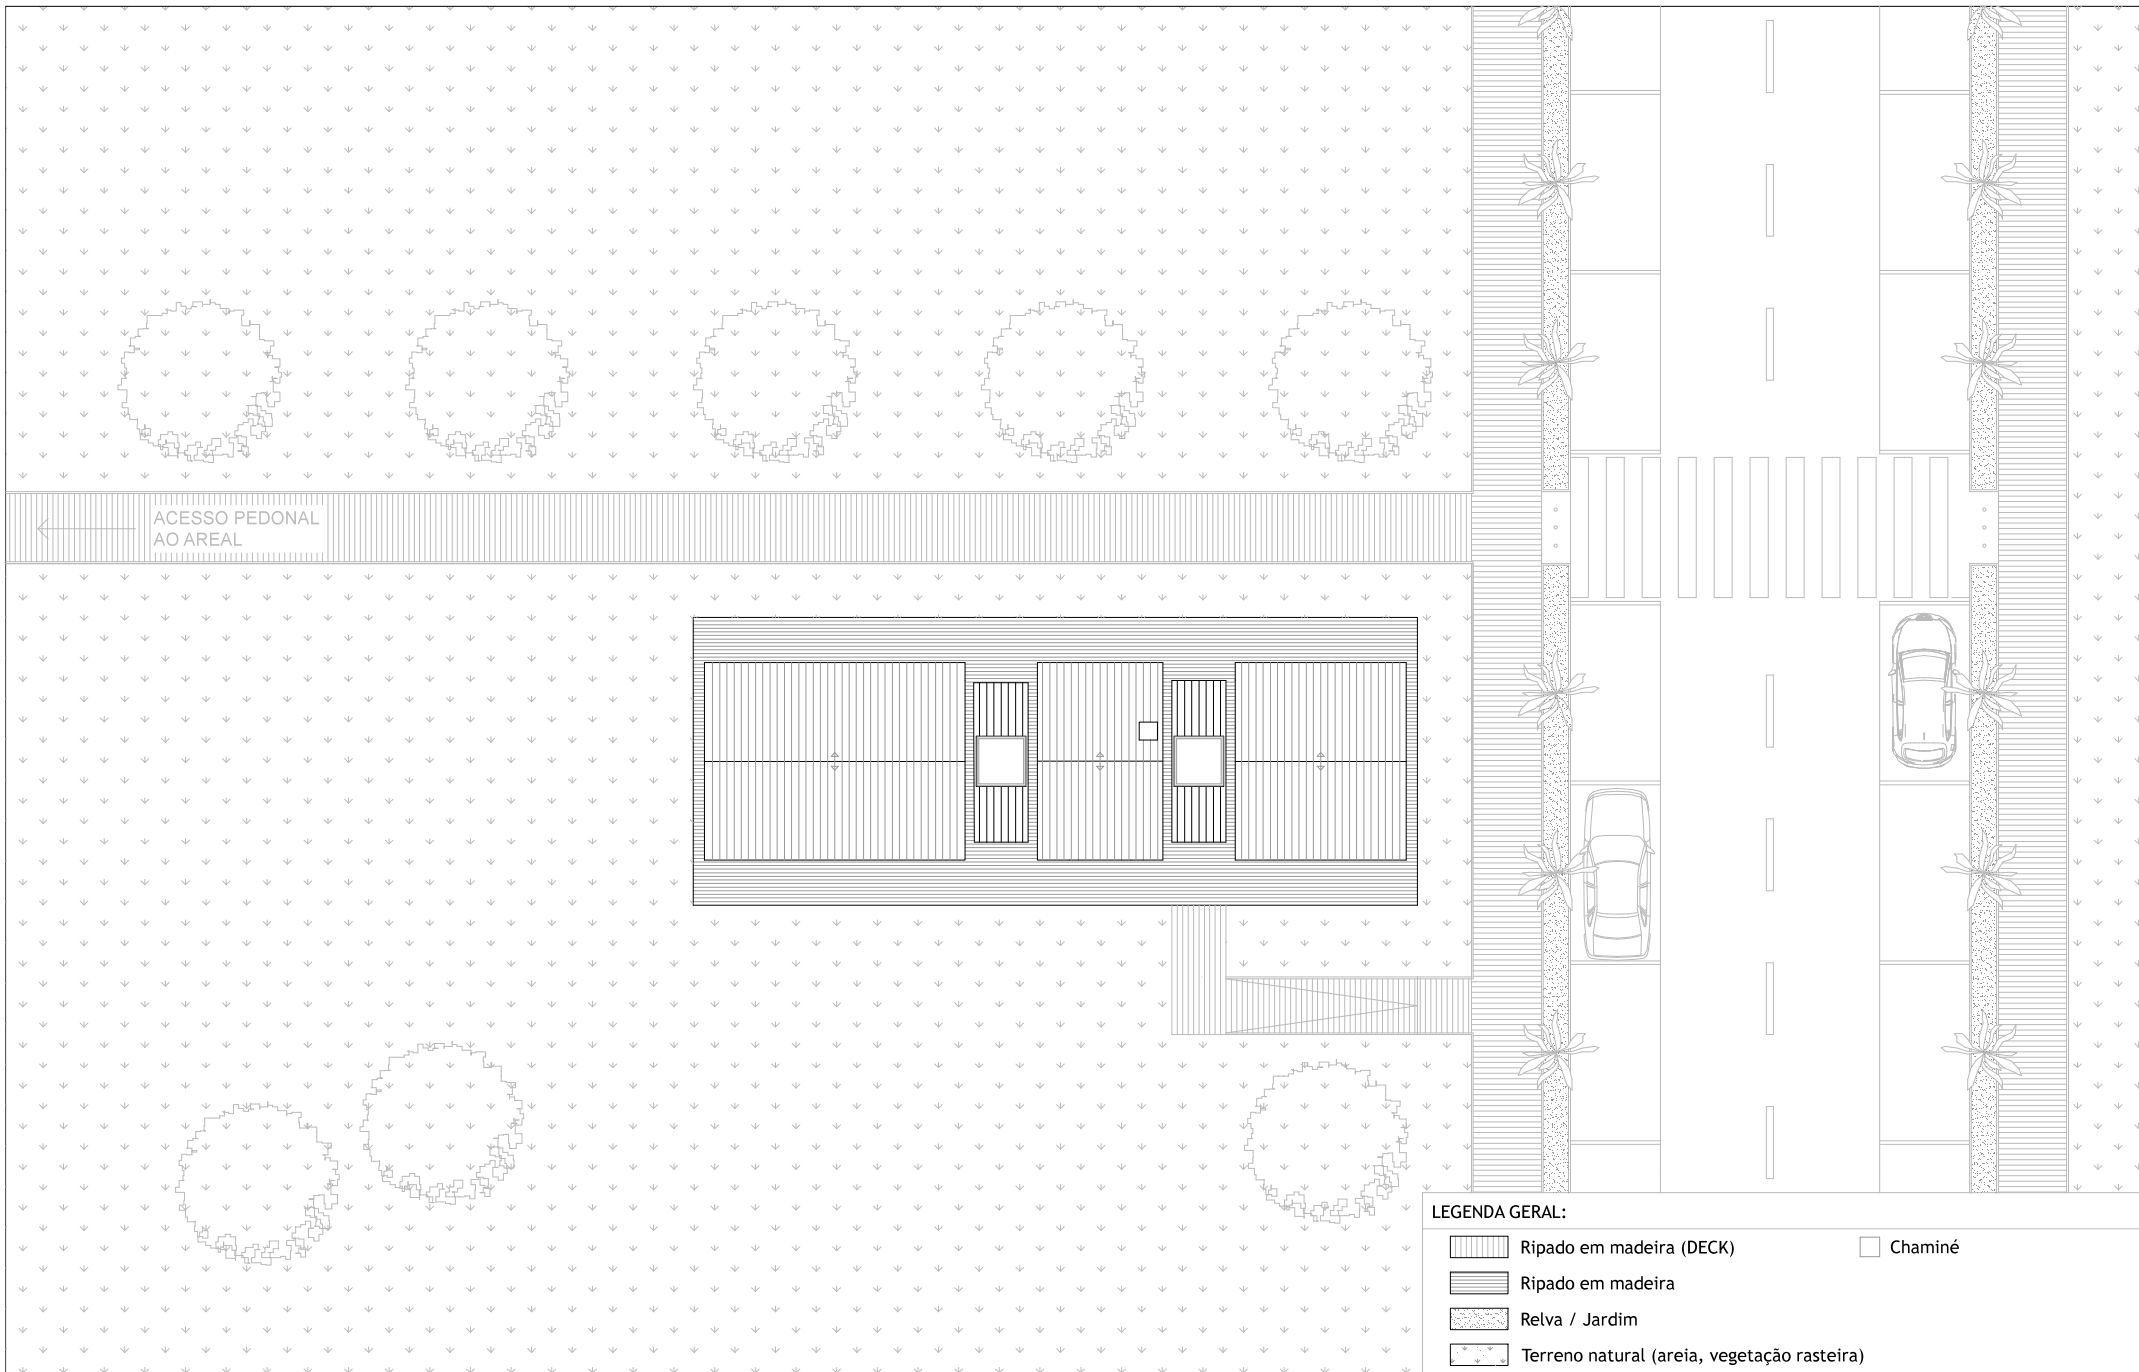 ACESSO PEDONAL
AO AREAL
LEGENDA GERAL:
Ripado em madeira (DECK)
Chaminé
Ripado em madeira
Relva / Jardim
Terreno natural (areia, vegetação rasteira)